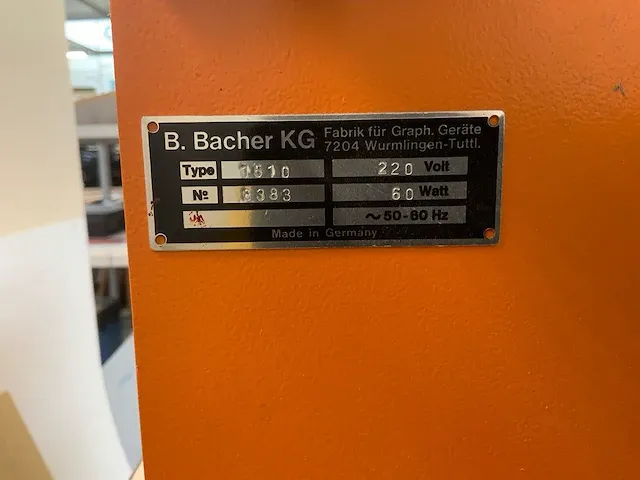 B. Bacher KG Fabrik für Graph. Geräte
7204 Wurmlingen-Tuttl.
Type 220 Volt
No 60 Watt
~ 50-60 Hz
Made in Germany